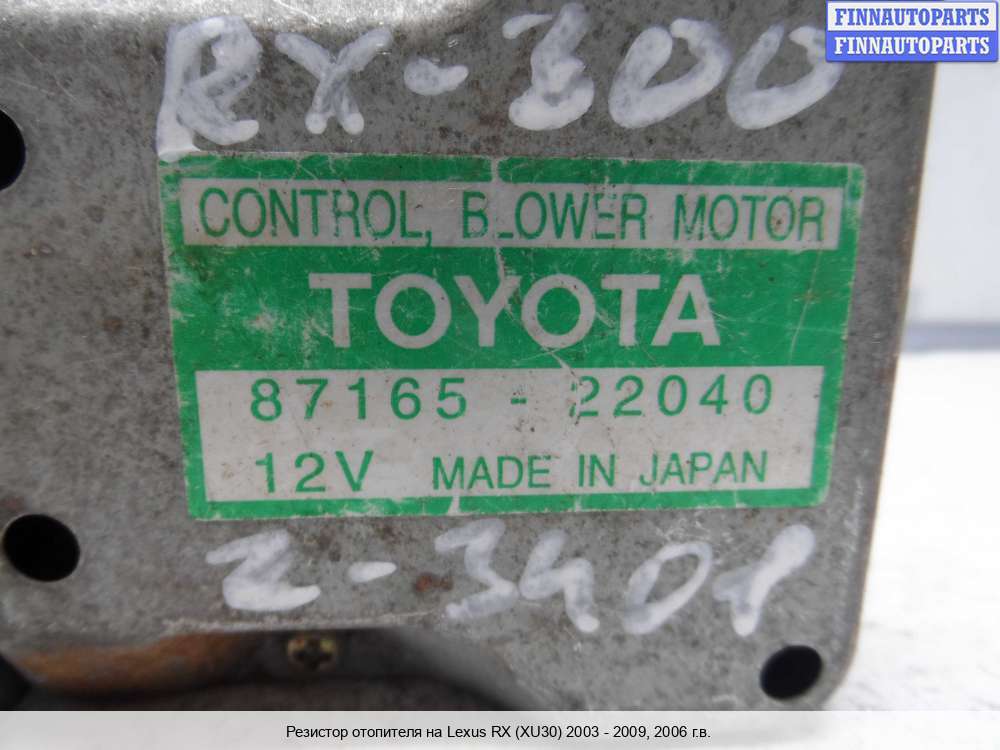 FINNAUTOPARTS
FINNAUTOPARTS
RX-300
CONTROL, BLOWER MOTOR
TOYOTA
87165 - 22040
12V MADE IN JAPAN
2-3401
Резистор отопителя на Lexus RX (XU30) 2003 - 2009, 2006 г.в.